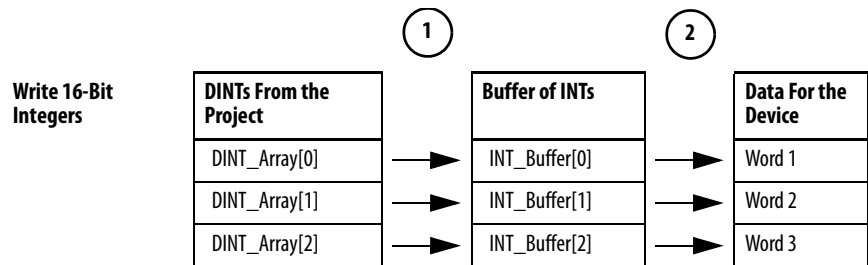 1
2
Write 16-Bit
Integers
DINTs From the
Project
Buffer of INTs
Data For the
Device
DINT_Array[0]
INT_Buffer[0]
Word 1
DINT_Array[1]
INT_Buffer[1]
Word 2
DINT_Array[2]
INT_Buffer[2]
Word 3